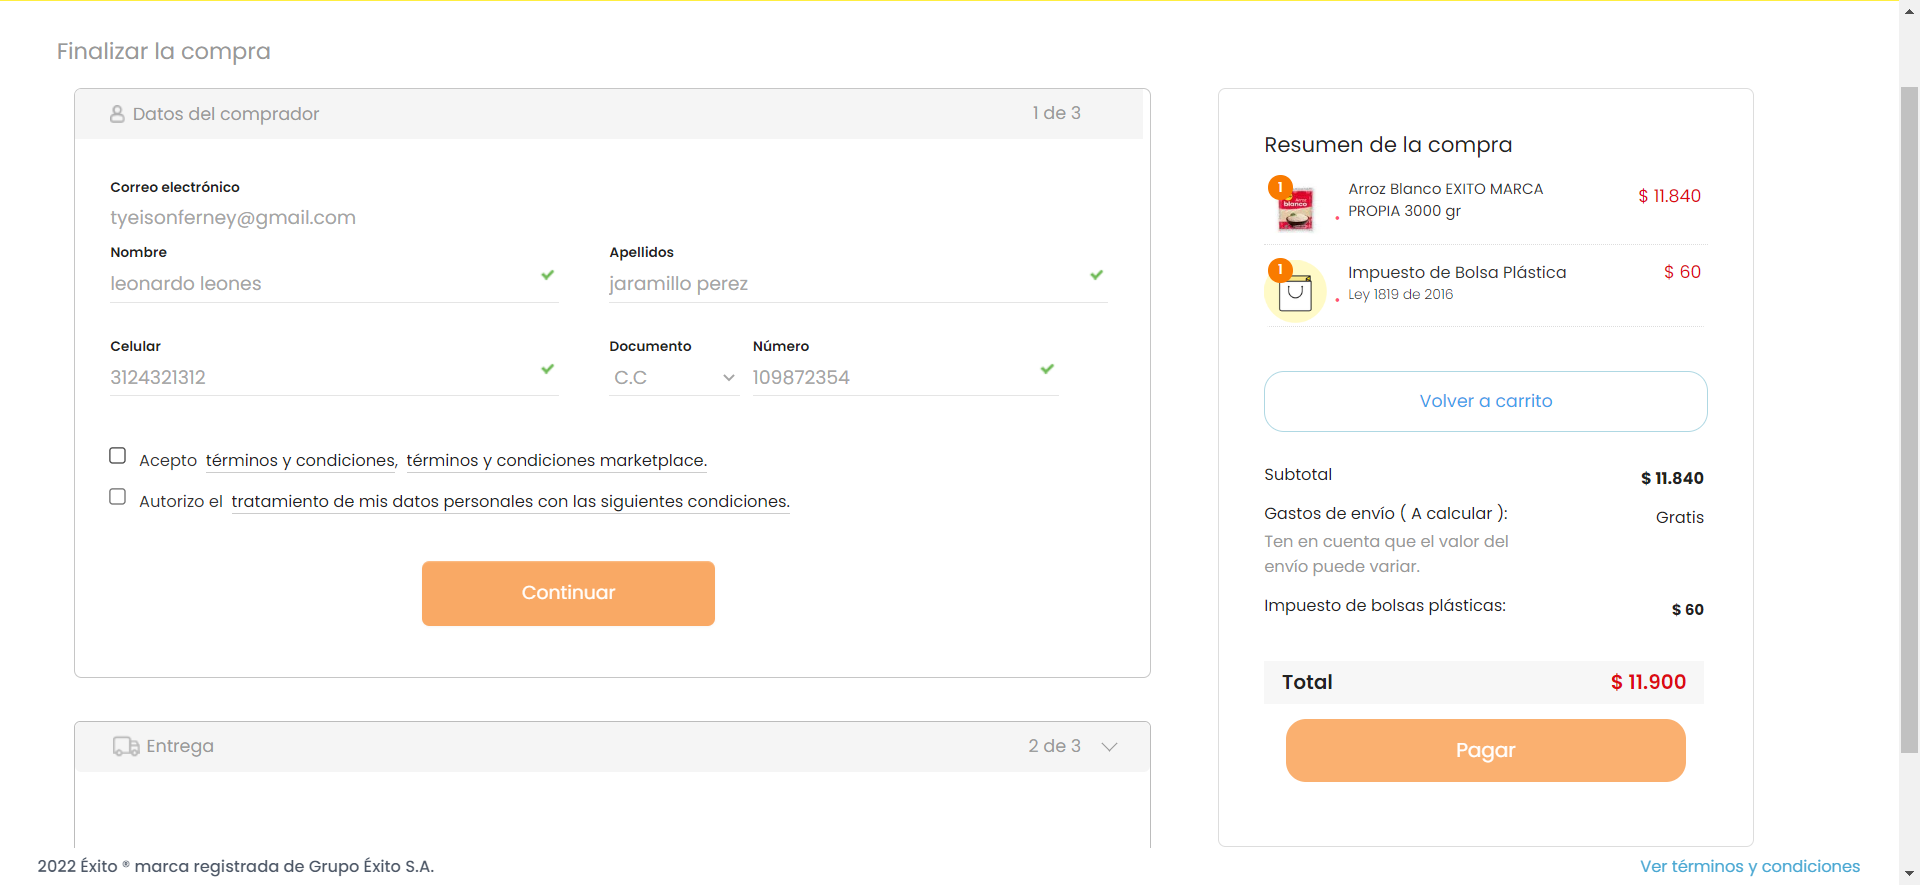 Finalizar la compra
Datos del comprador
1 de 3
Correo electrónico
tyeisonferney@gmail.com
Nombre
Apellidos
leonardo leones
jaramillo perez
Celular
Documento
Número
3124321312
C.C
109872354
Acepto términos y condiciones, términos y condiciones marketplace.
Autorizo el tratamiento de mis datos personales con las siguientes condiciones.
Continuar
Entrega
2 de 3
Resumen de la compra
1
Arroz Blanco EXITO MARCA
PROPIA 3000 gr
$ 11.840
blanco
1
Impuesto de Bolsa Plástica
$ 60
Ley 1819 de 2016
Volver a carrito
Subtotal
$ 11.840
Gastos de envío ( A calcular ):
Gratis
Ten en cuenta que el valor del
envío puede variar.
Impuesto de bolsas plásticas:
$ 60
Total
$ 11.900
Pagar
2022 Éxito ® marca registrada de Grupo Éxito S.A.
Ver términos y condiciones